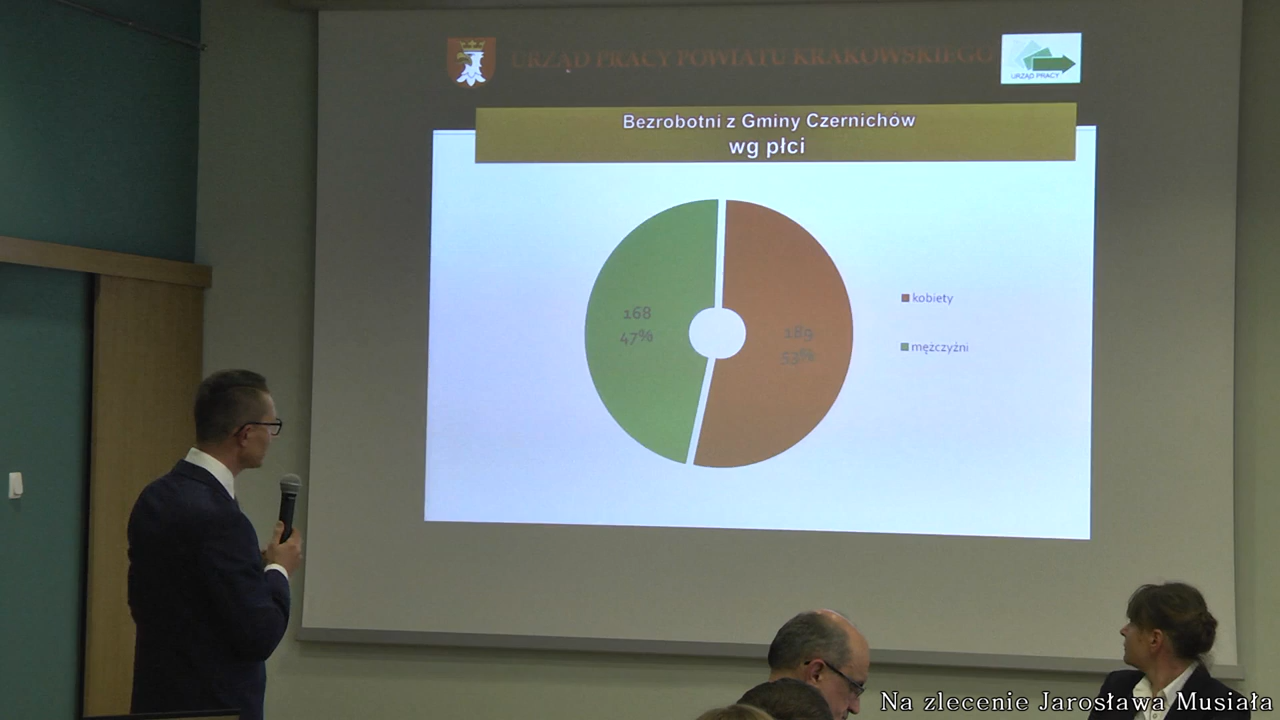 URZĄD PRACY POWIATU KRAKOWSKIEGO
URZĄD PRACY
Bezrobotni z Gminy Czernichów
wg płci
168
47%
189
53%
kobiety
mężczyźni
Na zlecenie Jarosława Musiała